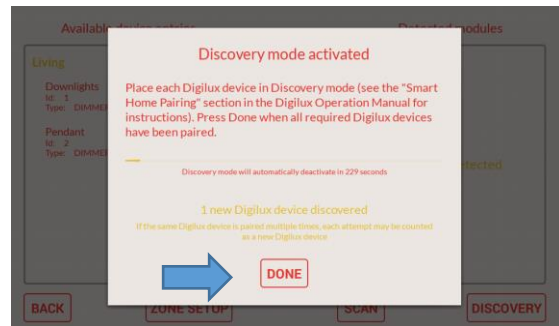 Available device entries
Detected modules
Living
Downlights
Id: 1
Type: DIMMER
Pendant
Id: 2
Type: DIMMER
Discovery mode activated
Place each Digilux device in Discovery mode (see the "Smart
Home Pairing" section in the Digilux Operation Manual for
instructions). Press Done when all required Digilux devices
have been paired.
Discovery mode will automatically deactivate in 229 seconds
1 new Digilux device discovered
If the same Digilux device is paired multiple times, each attempt may be counted
as a new Digilux device
DONE
BACK
ZONE SETUP
SCAN
DISCOVERY